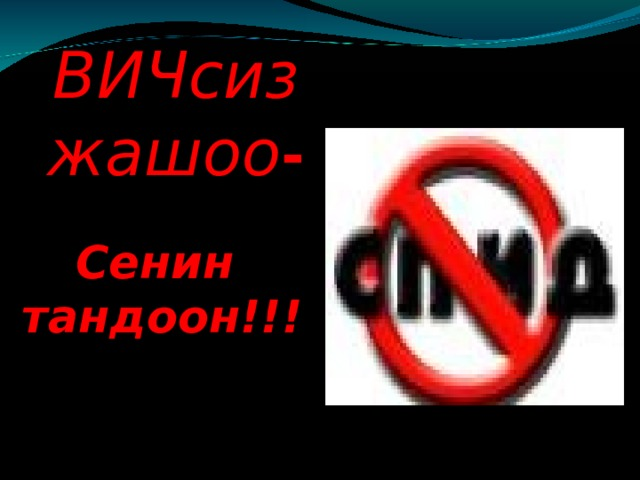 ВИЧсиз
жашоо-
Сенин
тандоон!!!
СПИД